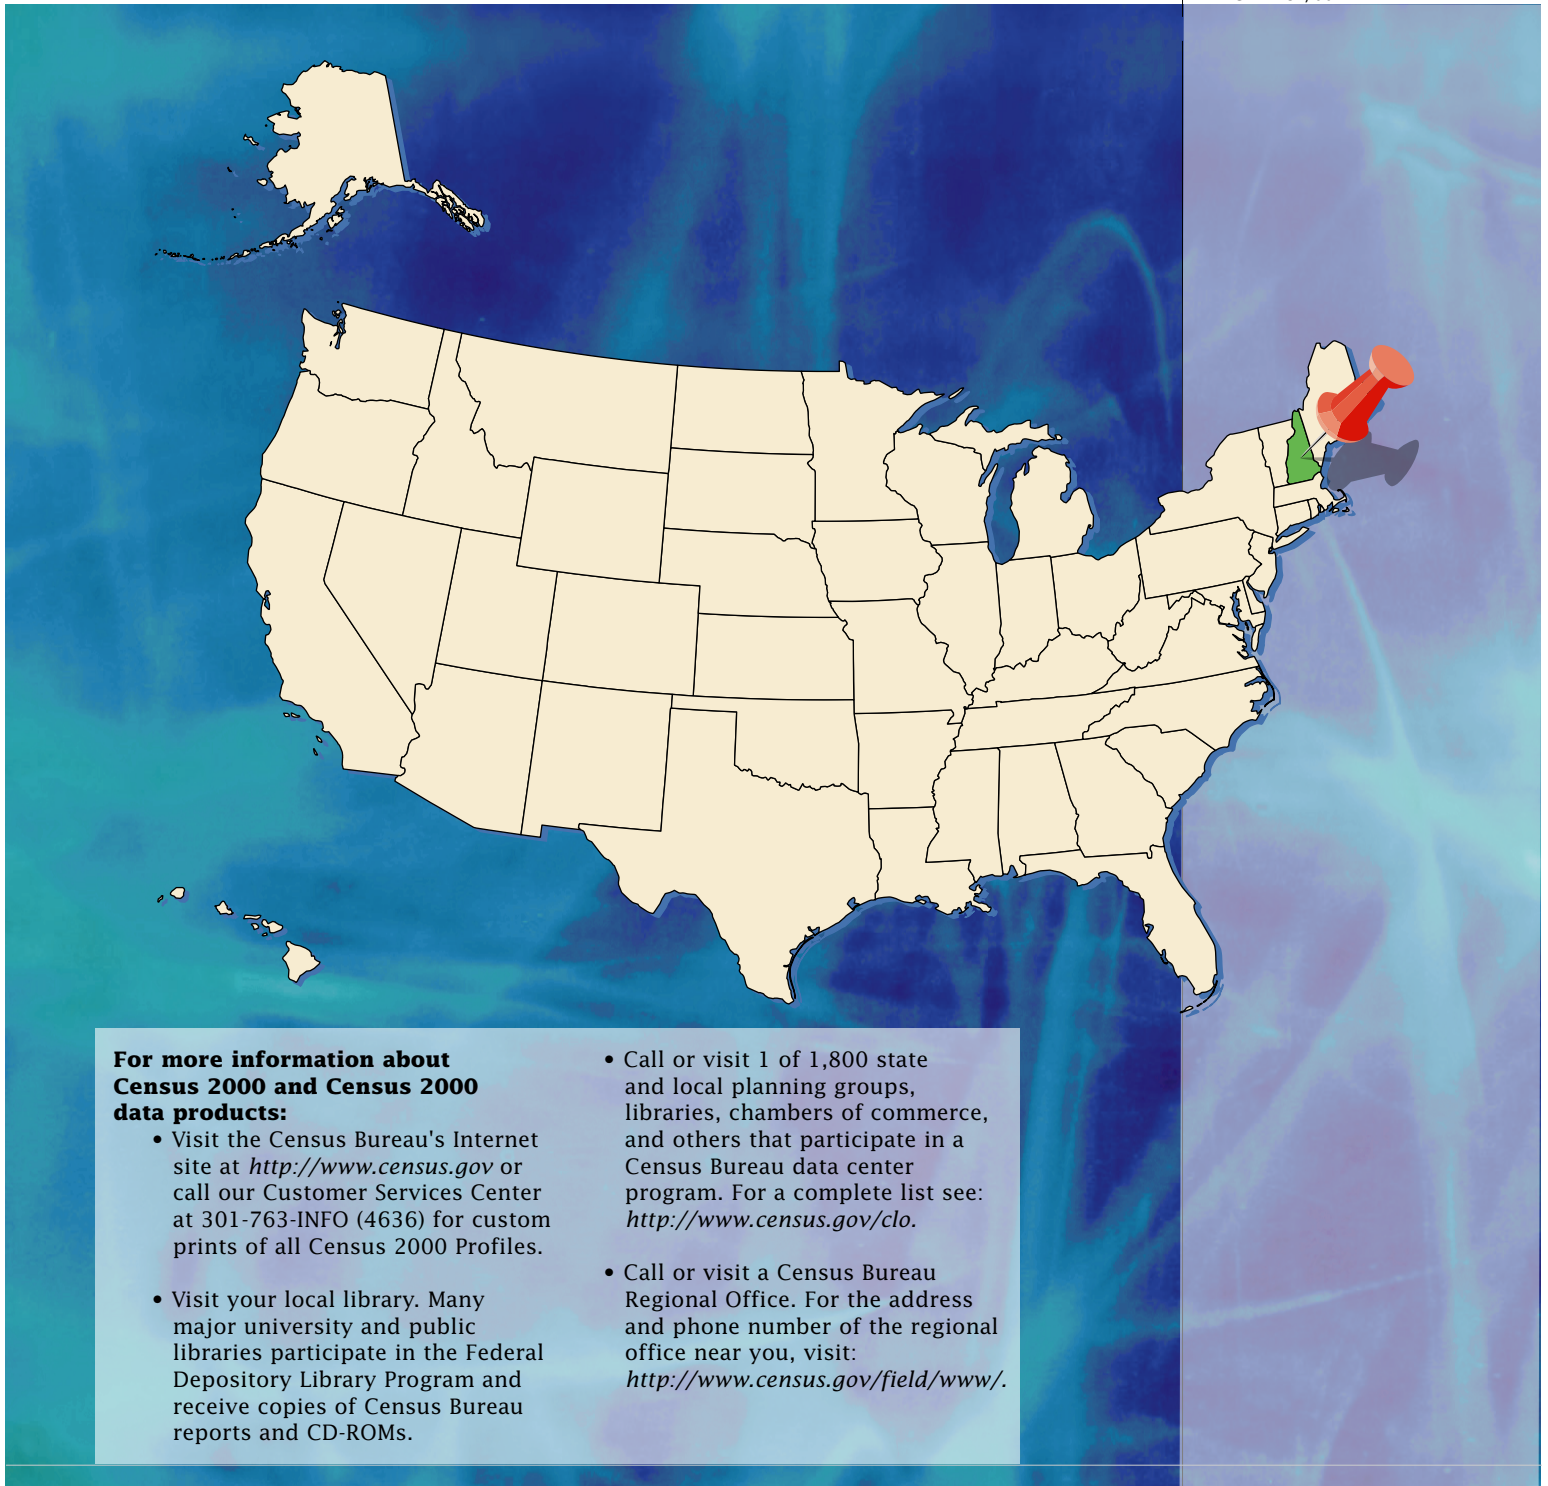 For more information about
Census 2000 and Census 2000
data products:
• Visit the Census Bureau's Internet
site at http://www.census.gov or
call our Customer Services Center
at 301-763-INFO (4636) for custom
prints of all Census 2000 Profiles.
• Visit your local library. Many
major university and public
libraries participate in the Federal
Depository Library Program and
receive copies of Census Bureau
reports and CD-ROMs.
• Call or visit 1 of 1,800 state
and local planning groups,
libraries, chambers of commerce,
and others that participate in a
Census Bureau data center
program. For a complete list see:
http://www.census.gov/clo.
• Call or visit a Census Bureau
Regional Office. For the address
and phone number of the regional
office near you, visit:
http://www.census.gov/field/www/.